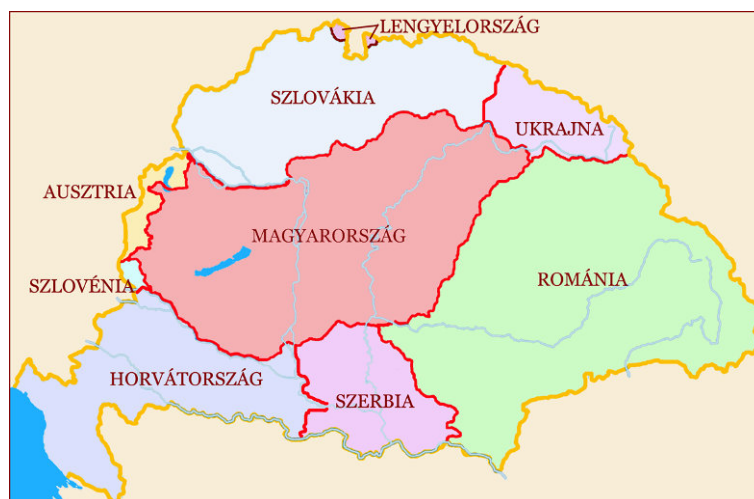 LENGYELORSZÁG
SZLOVÁKIA
UKRAJNA
AUSZTRIA
MAGYARORSZÁG
ROMÁNIA
SZLOVÉNIA
HORVÁTORSZÁG
SZERBIA